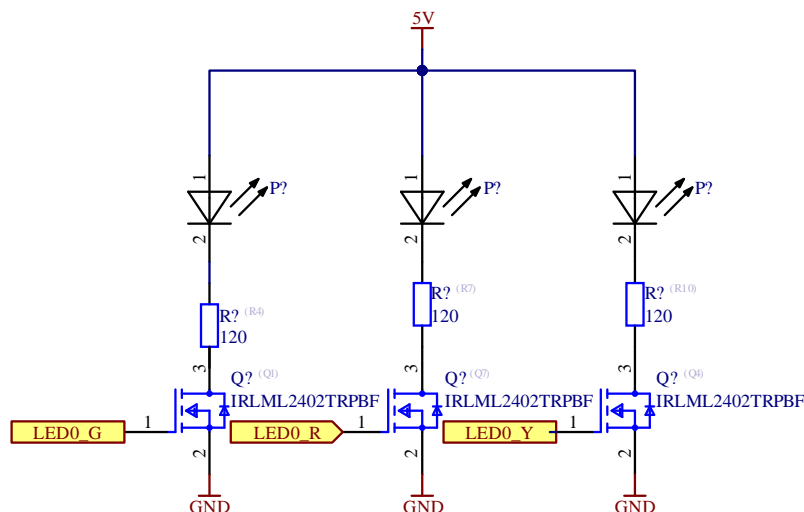 5V
1
P?
1
P?
1
P?
2
2
2
R? (R4)
120
R? (R7)
120
R? (R10)
120
3
3
3
Q? (Q1)
IRLML2402TRPBF
Q? (Q7)
IRLML2402TRPBF
Q? (Q4)
IRLML2402TRPBF
LED0_G
1
LED0_R
1
LED0_Y
1
2
2
2
GND
GND
GND